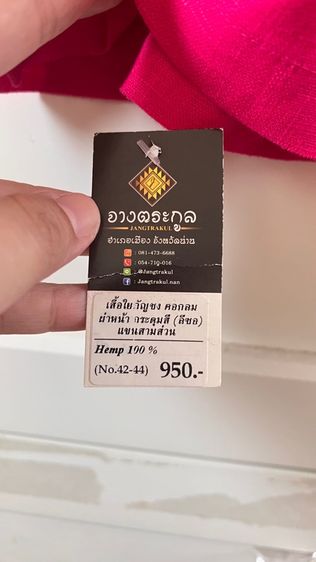 จางตระกูล
JANGTRAKUL
อำเภอเมือง จังหวัดน่าน
: 081-473-6688
: 054-710-016
: @Jangtrakul
: Jangtrakul.nan
เสื้อใยกัญชง คอกลม
ผ่าหน้า กระดุมสี (ลีซอ)
แขนสามส่วน
Hemp 100 %
(No.42-44) 950.-